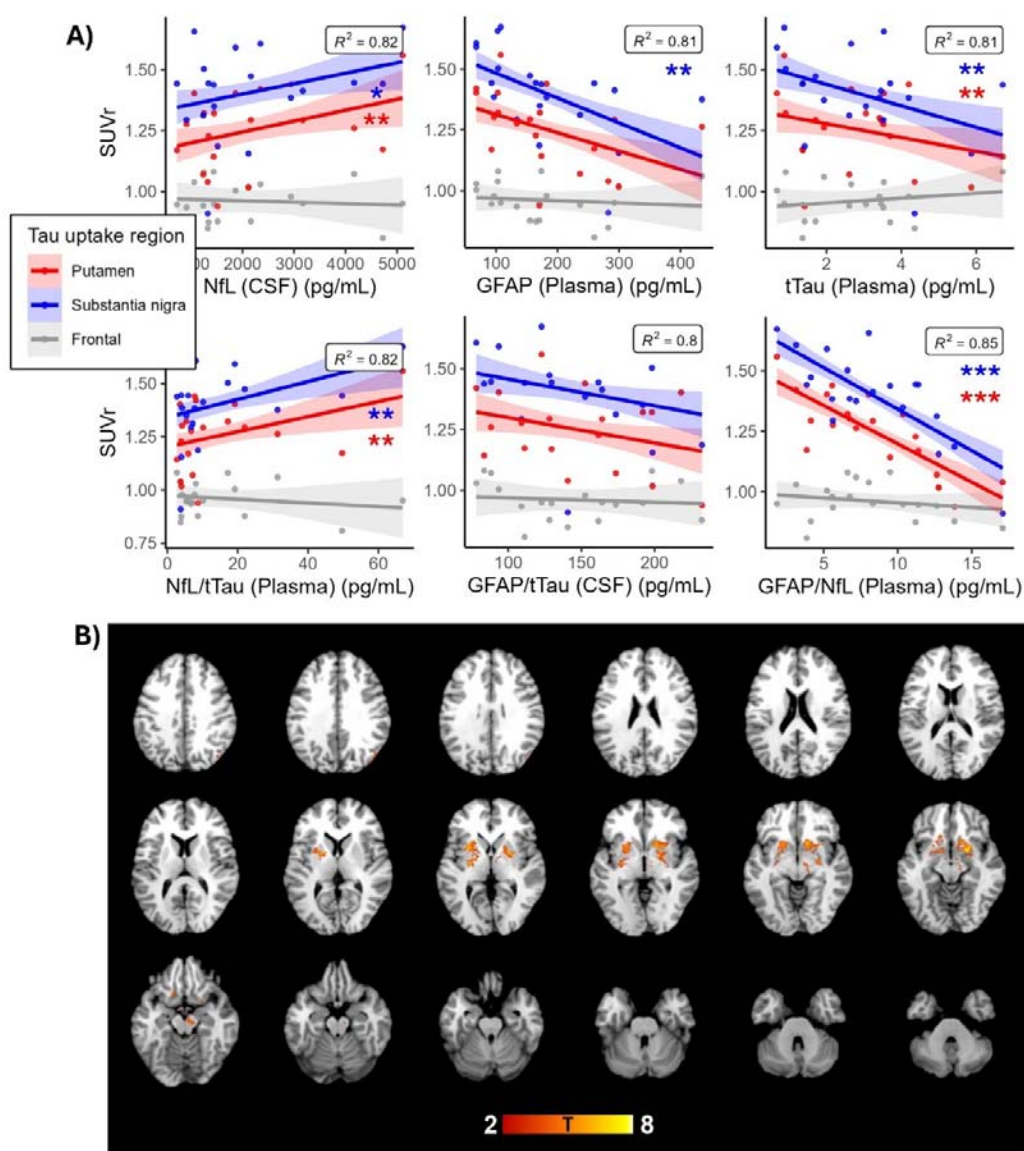 A)
R² = 0.82
R² = 0.81
R² = 0.81
**
**
*
**
**
SUVr
1.50
1.25
1.00
2000
3000
4000
5000
NfL (CSF) (pg/mL)
100
200
300
400
GFAP (Plasma) (pg/mL)
2
4
6
tTau (Plasma) (pg/mL)
Tau uptake region
Putamen
Substantia nigra
Frontal
R² = 0.82
R² = 0.8
R² = 0.85
***
***
**
**
SUVr
1.50
1.25
1.00
0.75
0
20
40
60
NfL/tTau (Plasma) (pg/mL)
100
150
200
GFAP/tTau (CSF) (pg/mL)
5
10
15
GFAP/NfL (Plasma) (pg/mL)
B)
2 T 8